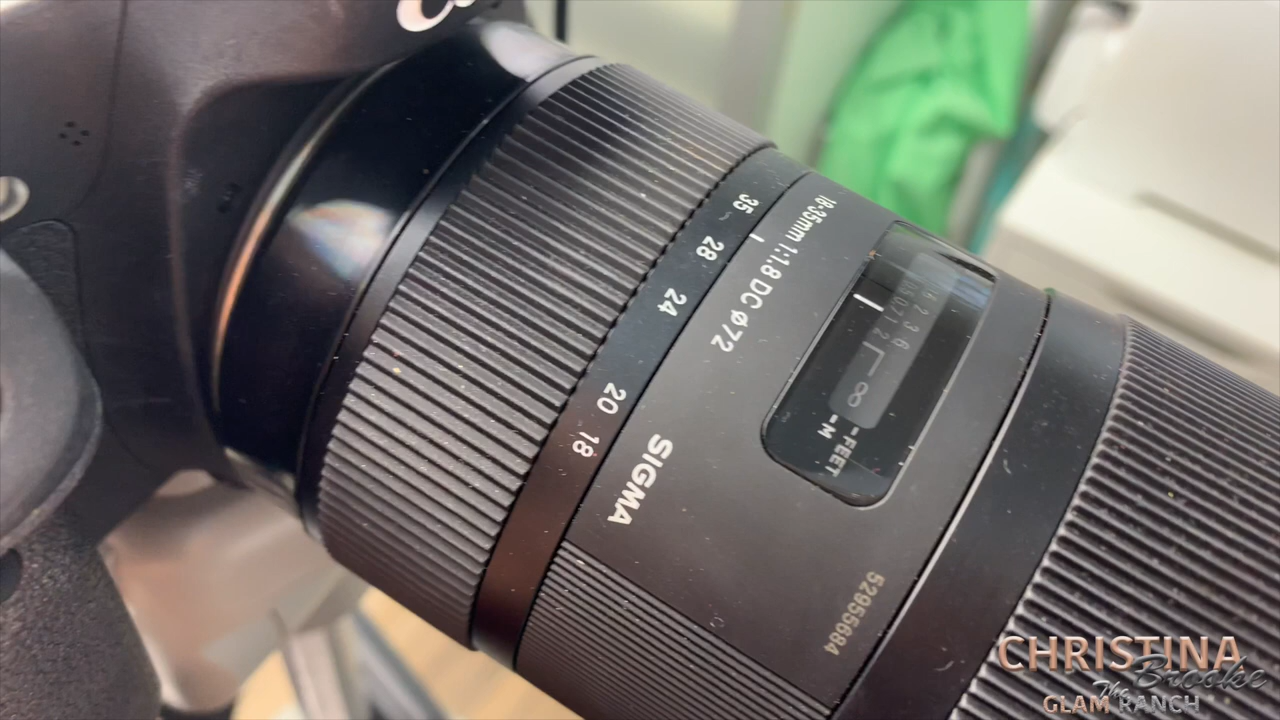 35
28
24
20
18
18-35mm 1:1.8 DC ø72
SIGMA
∞
FEET
M
52955684
CHRISTINA
Brooke
The
GLAM RANCH